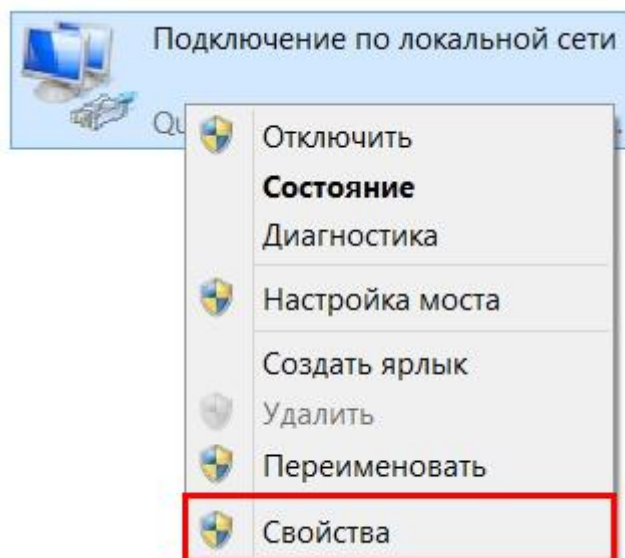 Подключение по локальной сети
Отключить
Состояние
Диагностика
Настройка моста
Создать ярлык
Удалить
Переименовать
Свойства